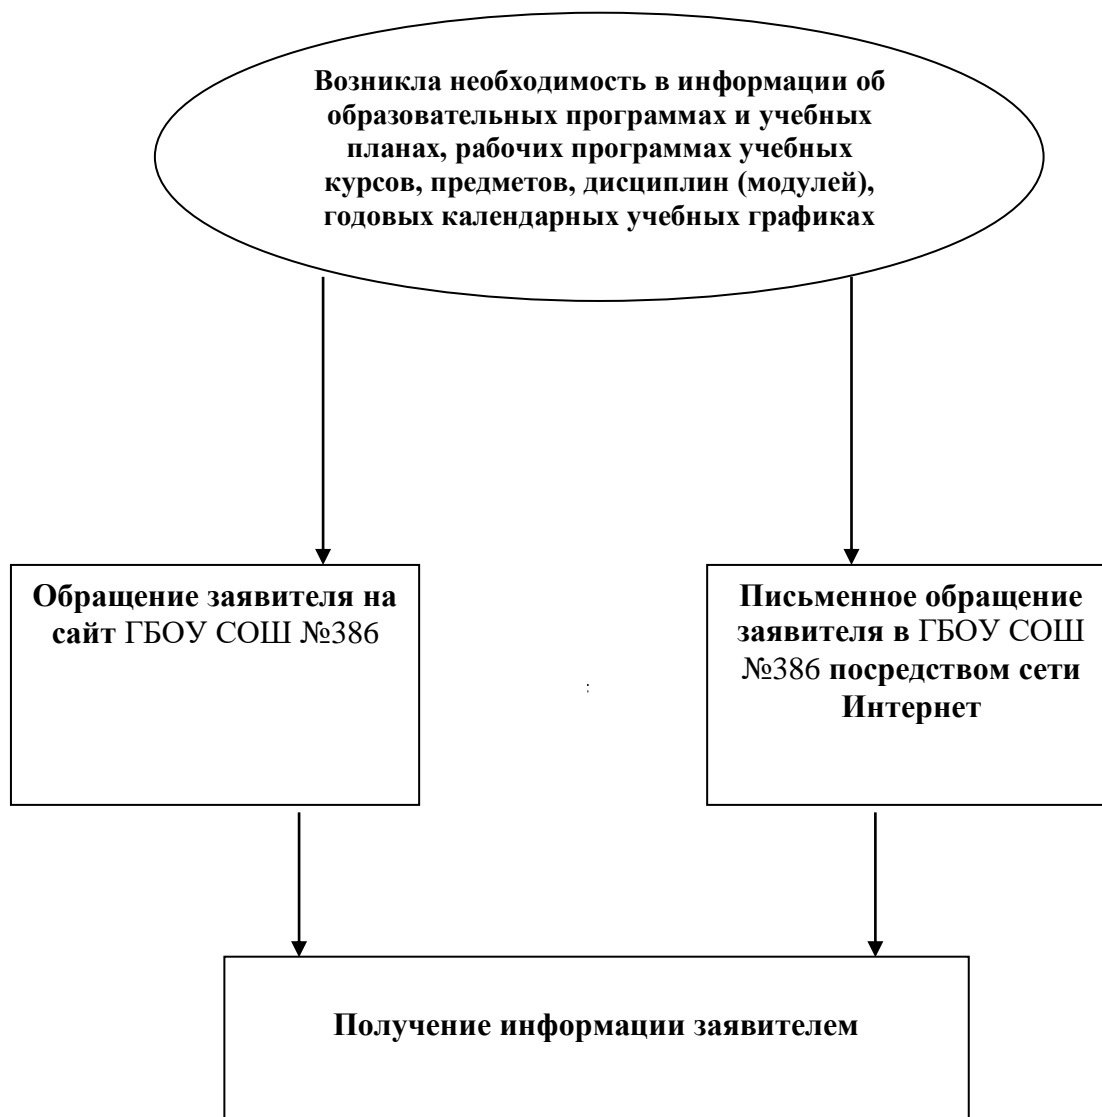 Возникла необходимость в информации об
образовательных программах и учебных
планах, рабочих программах учебных
курсов, предметов, дисциплин (модулей),
годовых календарных учебных графиках
Обращение заявителя на
сайт ГБОУ СОШ №386
Письменное обращение
заявителя в ГБОУ СОШ
№386 посредством сети
Интернет
:
Получение информации заявителем